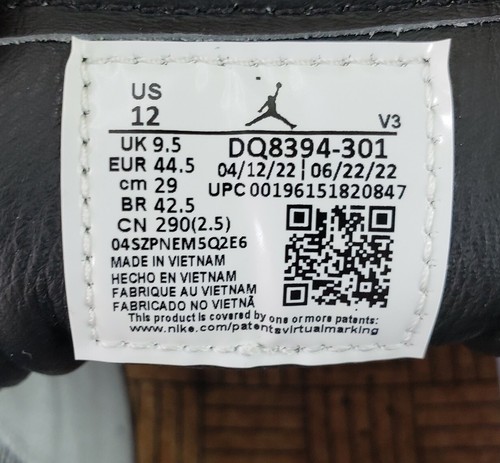 US
12
V3
UK 9.5
EUR 44.5
cm 29
BR 42.5
CN 290(2.5)
04SZPNEM5Q2E6
MADE IN VIETNAM
HECHO EN VIETNAM
FABRIQUE AU VIETNAM
FABRICADO NO VIETNÃ
DQ8394-301
04/12/22 | 06/22/22
UPC 00196151820847
This product is covered by one or more patents:
www.nike.com/patentsvirtualmarking